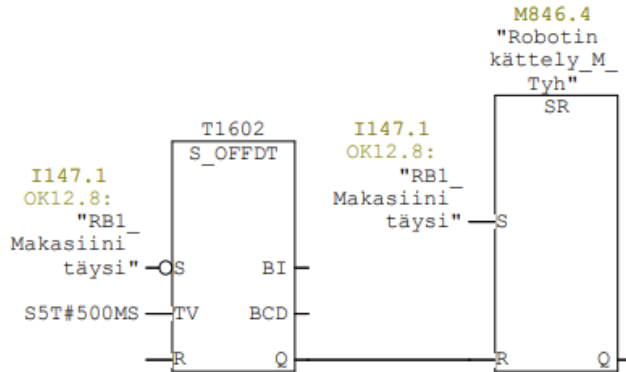 M846.4
"Robotin
kättely_M_
Tyh"
SR
T1602
S_OFFDT
I147.1
OK12.8:
"RB1_
Makasiini
täysi"
S
BI
S5T#500MS
TV
BCD
R
Q
I147.1
OK12.8:
"RB1_
Makasiini
täysi"
S
R
Q